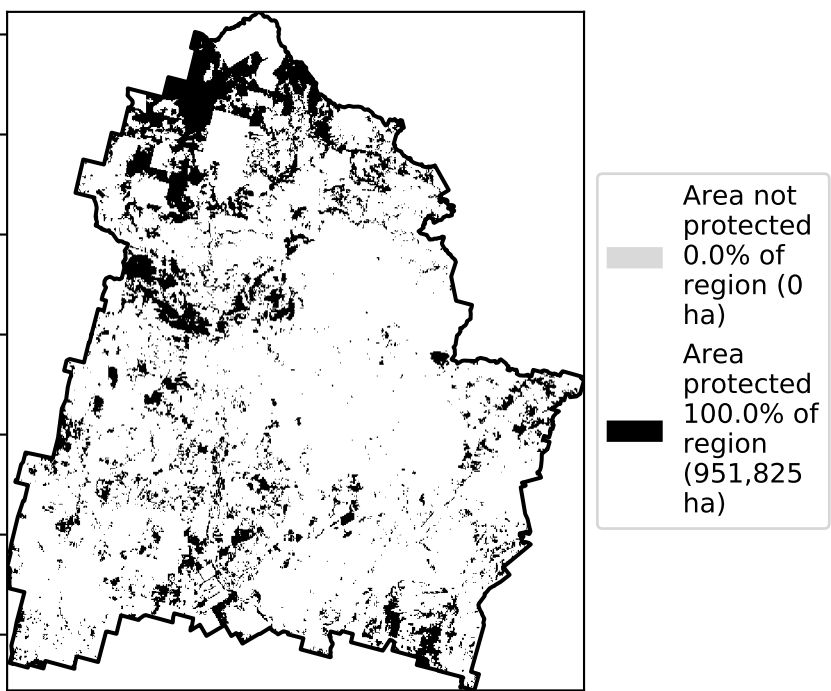 Area not
protected
0.0% of
region (0
ha)
Area
protected
100.0% of
region
(951,825
ha)